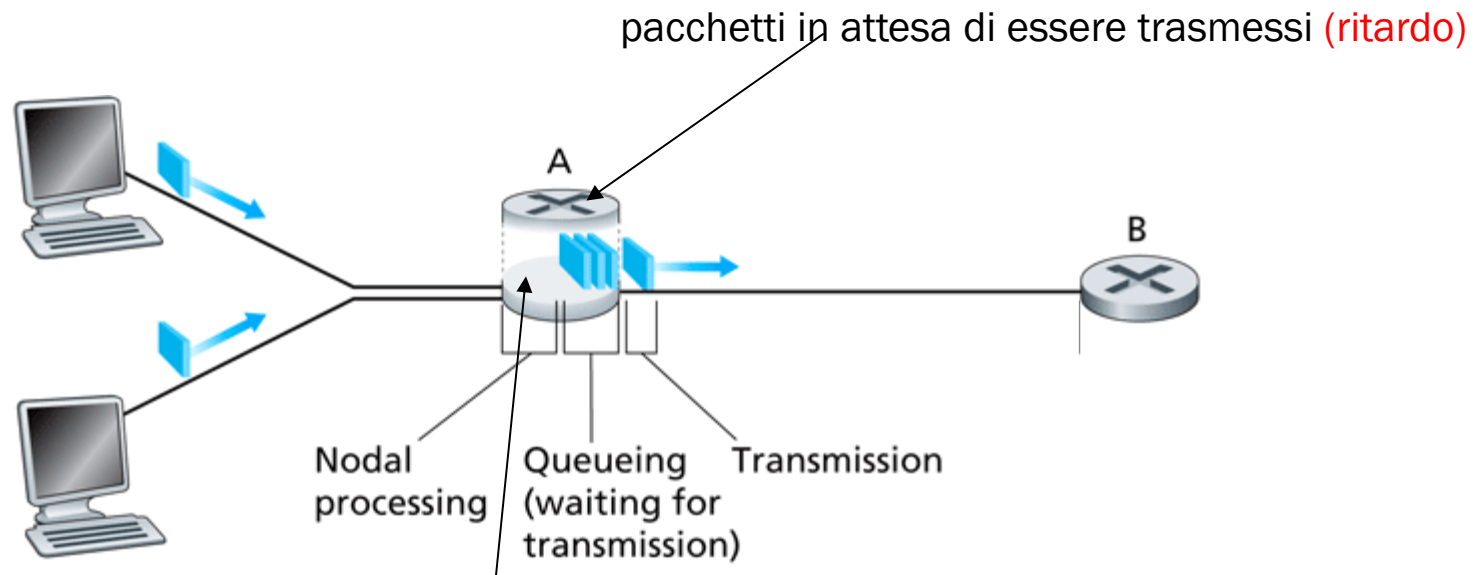 pacchetti in attesa di essere trasmessi (ritardo)
A
B
Nodal
processing
Queueing
(waiting for
transmission)
Transmission